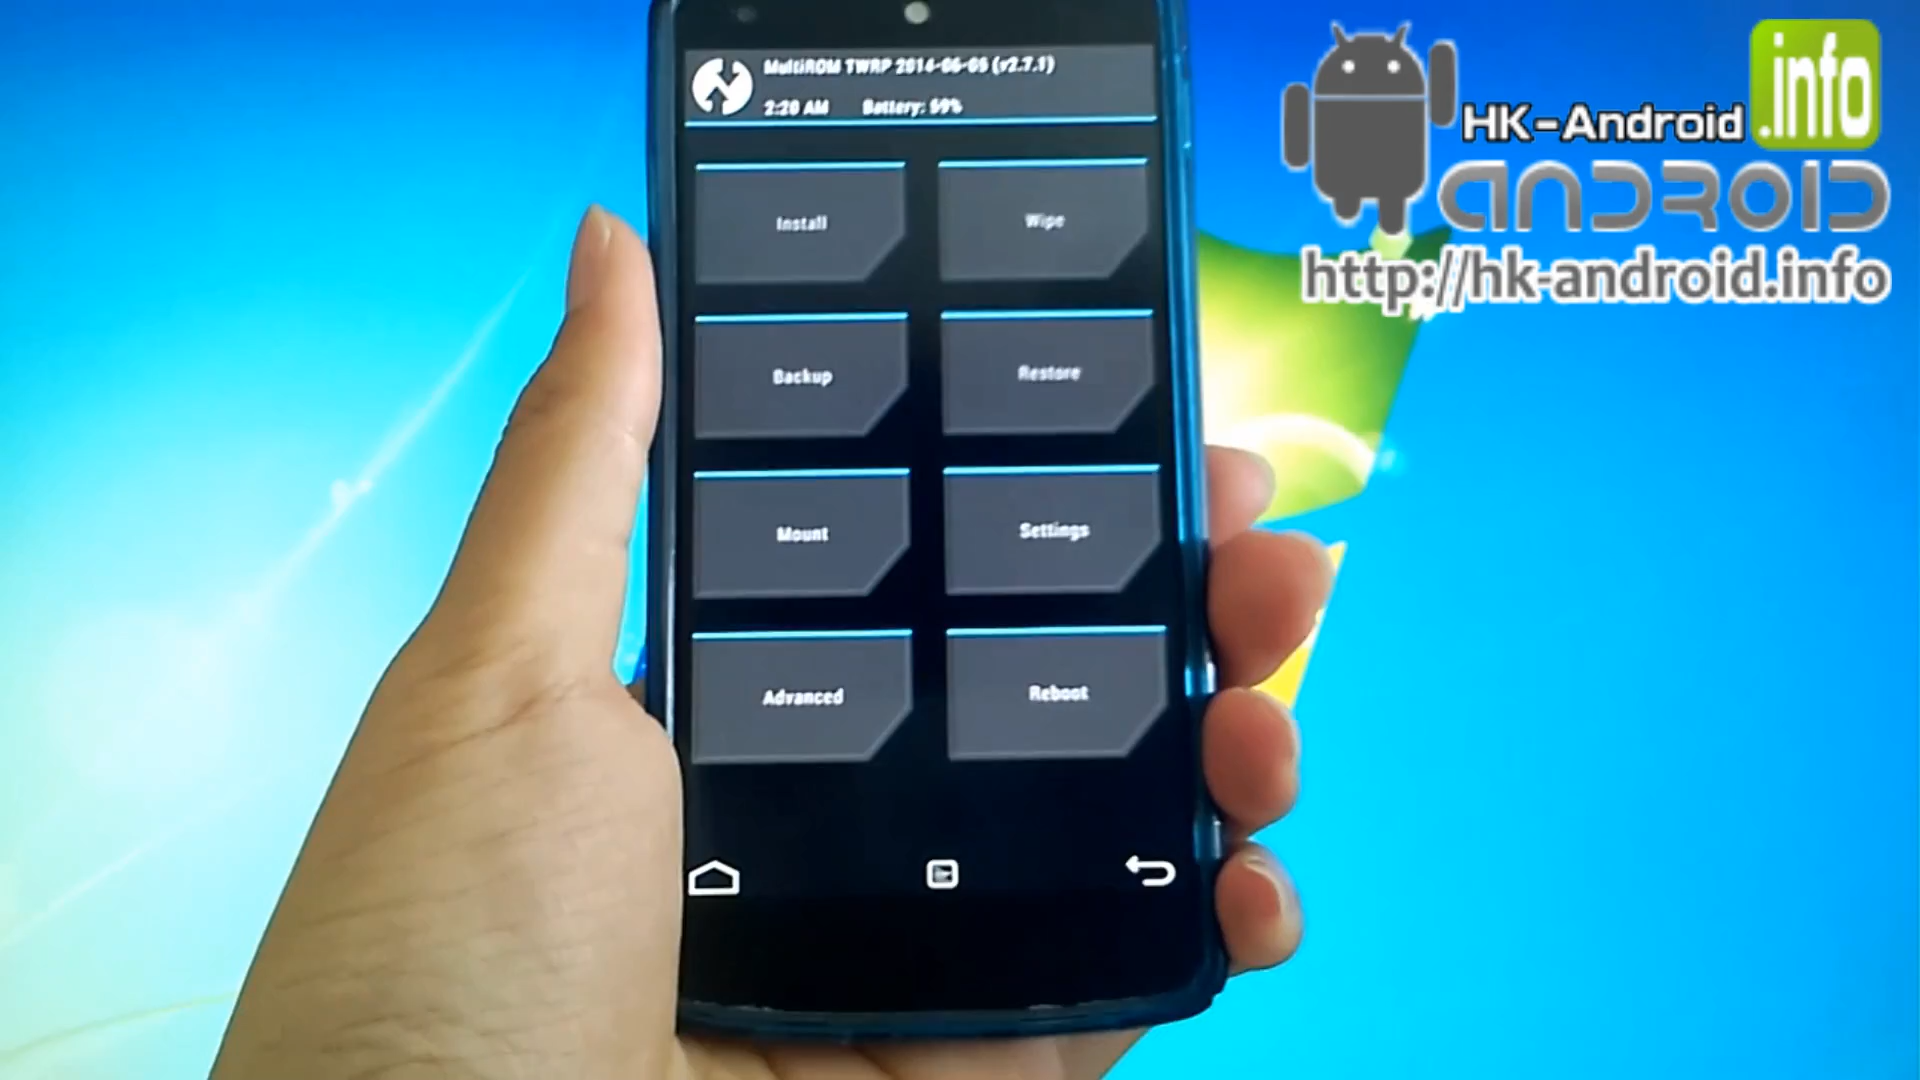 MultiROM TWRP 2014-06-05 (v2.7.1)
2:20 AM Battery: 59%
Install
Wipe
Backup
Restore
Mount
Settings
Advanced
Reboot
HK-Android .info
ANDROID
http://hk-android.info